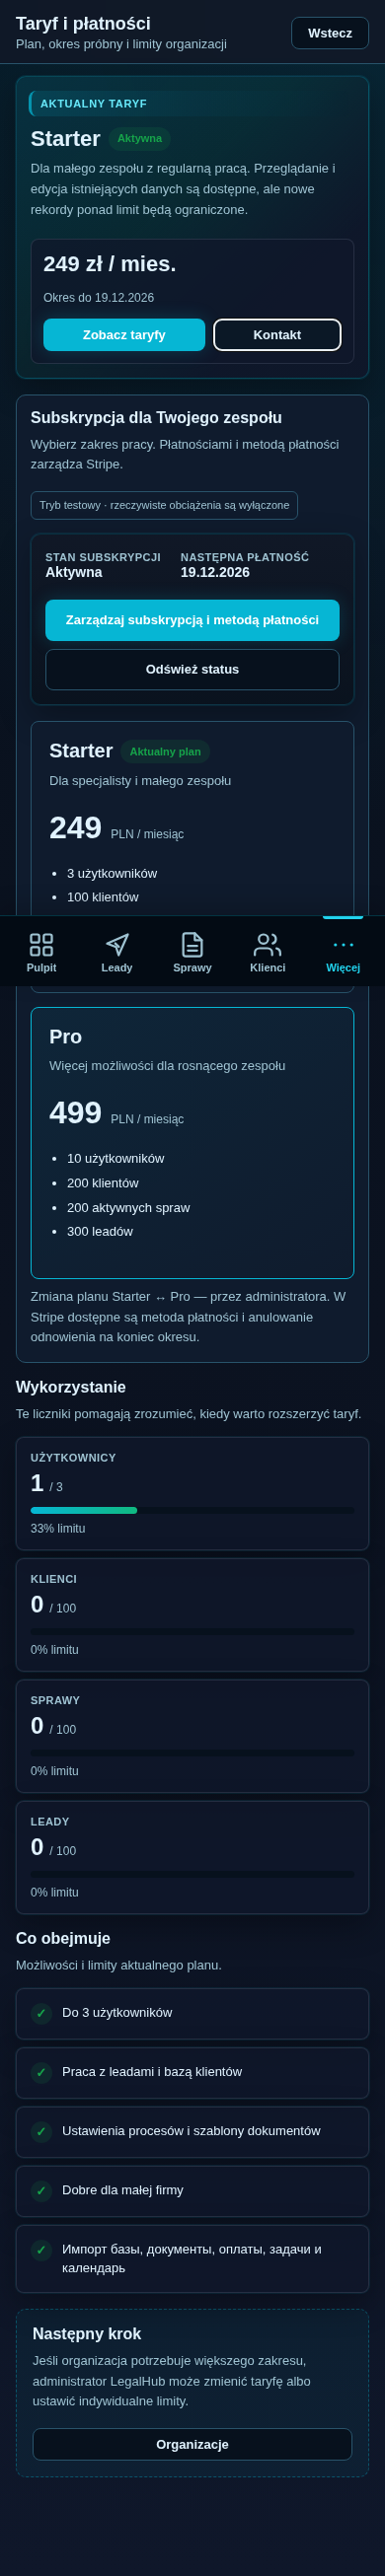 Taryf i płatności
Plan, okres próbny i limity organizacji
Wstecz
AKTUALNY TARYF
Starter Aktywna
Dla małego zespołu z regularną pracą. Przeglądanie i
edycja istniejących danych są dostępne, ale nowe
rekordy ponad limit będą ograniczone.
249 zł / mies.
Okres do 19.12.2026
Zobacz taryfy Kontakt
Subskrypcja dla Twojego zespołu
Wybierz zakres pracy. Płatnościami i metodą płatności
zarządza Stripe.
Tryb testowy · rzeczywiste obciążenia są wyłączone
STAN SUBSKRYPCJI NASTĘPNA PŁATNOŚĆ
Aktywna 19.12.2026
Zarządzaj subskrypcją i metodą płatności
Odśwież status
Starter Aktualny plan
Dla specjalisty i małego zespołu
249 PLN / miesiąc
• 3 użytkowników
• 100 klientów
Pulpit Leady Sprawy Klienci Więcej
Pro
Więcej możliwości dla rosnącego zespołu
499 PLN / miesiąc
• 10 użytkowników
• 200 klientów
• 200 aktywnych spraw
• 300 leadów
Zmiana planu Starter ↔ Pro — przez administratora. W
Stripe dostępne są metoda płatności i anulowanie
odnowienia na koniec okresu.
Wykorzystanie
Te liczniki pomagają zrozumieć, kiedy warto rozszerzyć taryf.
UŻYTKOWNICY
1 / 3
33% limitu
KLIENCI
0 / 100
0% limitu
SPRAWY
0 / 100
0% limitu
LEADY
0 / 100
0% limitu
Co obejmuje
Możliwości i limity aktualnego planu.
✓ Do 3 użytkowników
✓ Praca z leadami i bazą klientów
✓ Ustawienia procesów i szablony dokumentów
✓ Dobre dla małej firmy
✓ Import bazy, dokumenty, opłaty, zadania i
kalendarz
Następny krok
Jeśli organizacja potrzebuje większego zakresu,
administrator LegalHub może zmienić taryfę albo
ustawić indywidualne limity.
Organizacje